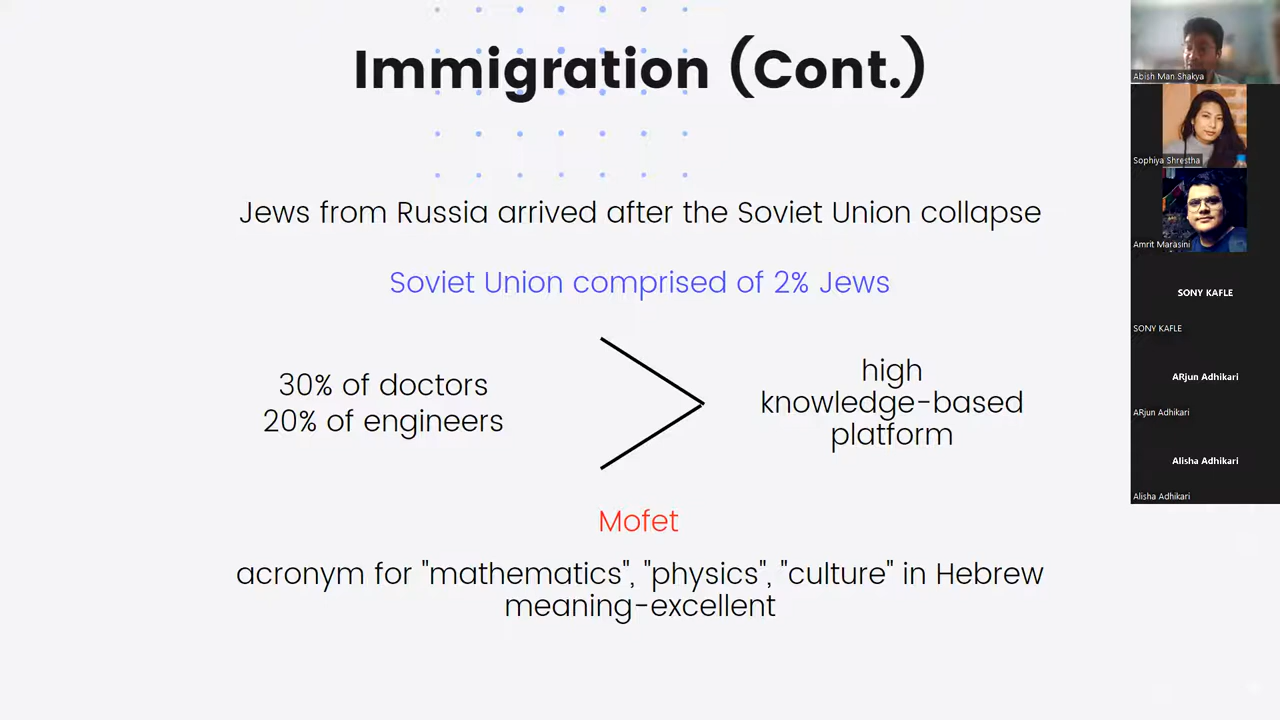 Immigration (Cont.)
Jews from Russia arrived after the Soviet Union collapse
Soviet Union comprised of 2% Jews
30% of doctors
20% of engineers
high
knowledge-based
platform
Mofet
acronym for "mathematics", "physics", "culture" in Hebrew
meaning-excellent
Abish Man Shakya
Sophiya Shrestha
Amrit Marasini
SONY KAFLE
SONY KAFLE
ARjun Adhikari
ARjun Adhikari
Alisha Adhikari
Alisha Adhikari